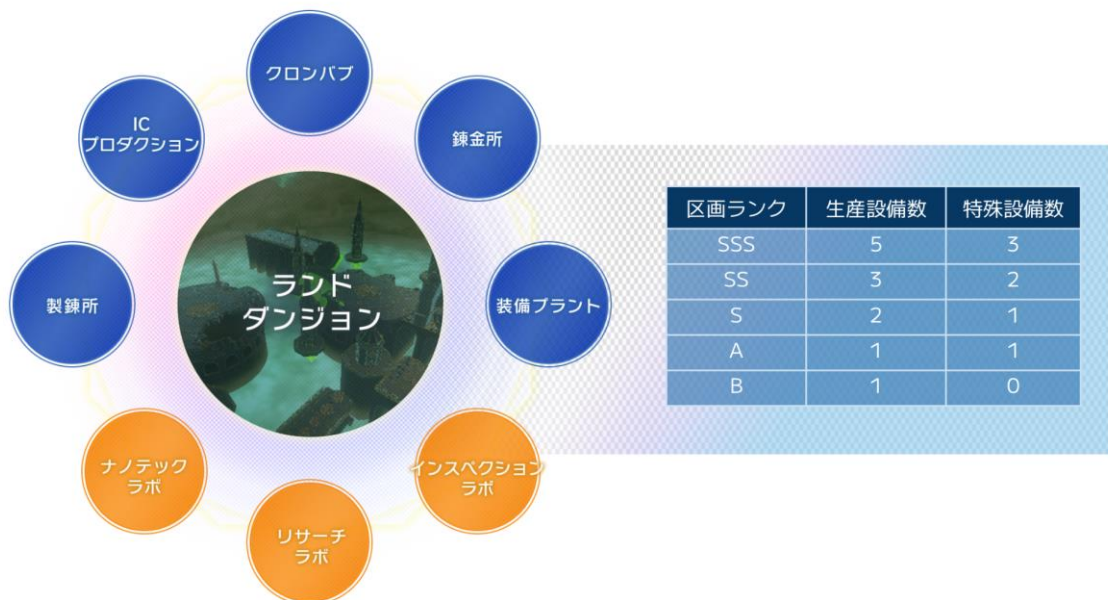 クロンバブ
IC
プロダクション
錬金所
製錬所
ランド
ダンジョン
装備プラント
ナノテック
ラボ
リサーチ
ラボ
インスペクション
ラボ
区画ランク 生産設備数 特殊設備数
SSS 5 3
SS 3 2
S 2 1
A 1 1
B 1 0